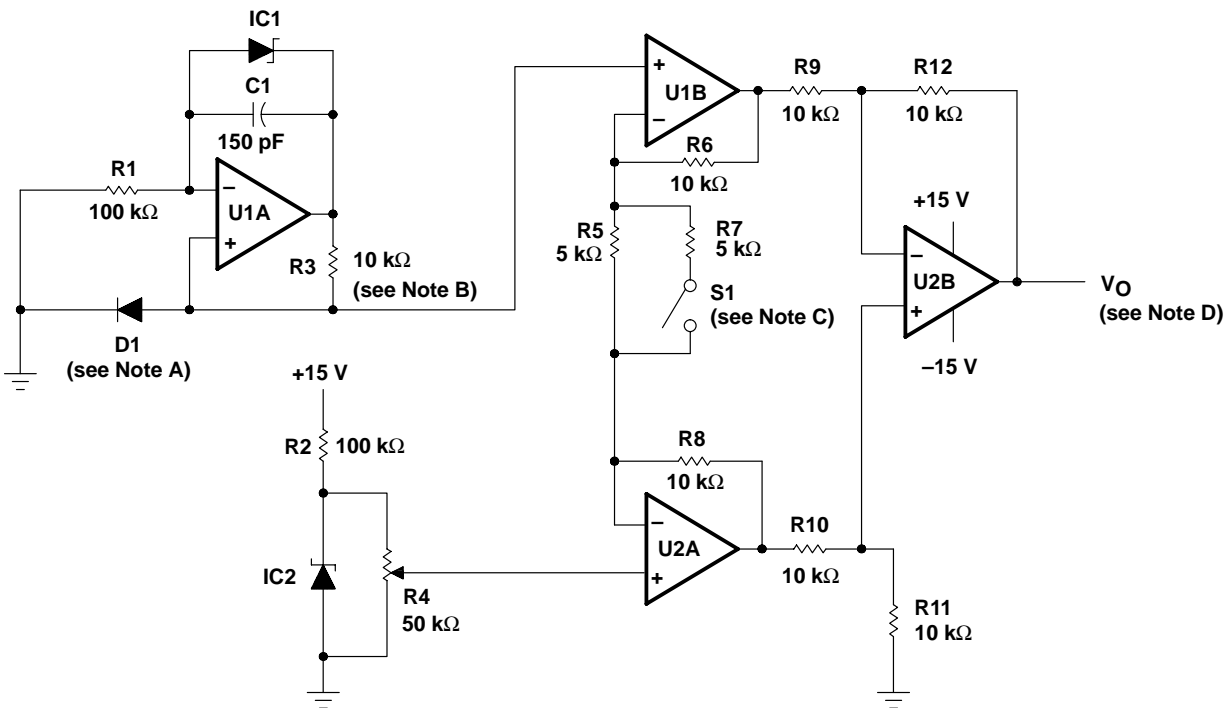 IC1
C1
150 pF
R1
100 kΩ
−
U1A
+
R3
10 kΩ
(see Note B)
D1
(see Note A)
+15 V
R2
100 kΩ
IC2
R4
50 kΩ
+
U1B
−
R6
10 kΩ
R5
5 kΩ
R7
5 kΩ
S1
(see Note C)
R8
10 kΩ
−
U2A
+
R9
10 kΩ
R12
10 kΩ
+15 V
−
U2B
+
–15 V
VO
(see Note D)
R10
10 kΩ
R11
10 kΩ